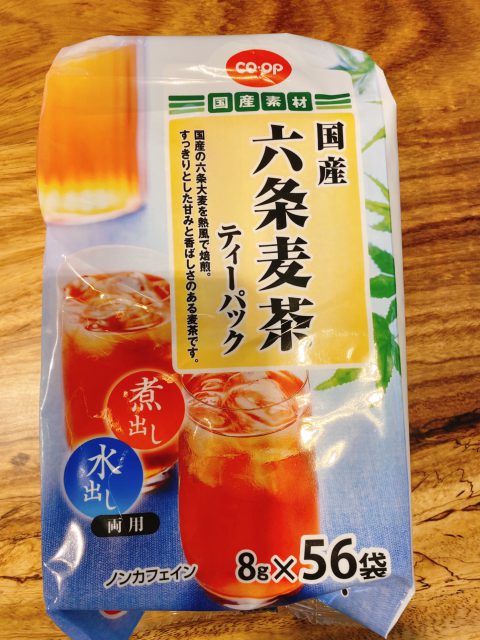 CO・OP
国産素材
国産
六条麦茶
ティーパック
国産の六条大麦を熱風で焙煎。
すっきりとした甘みと香ばしさのある麦茶です。
煮出し
水出し
両用
ノンカフェイン
8g×56袋